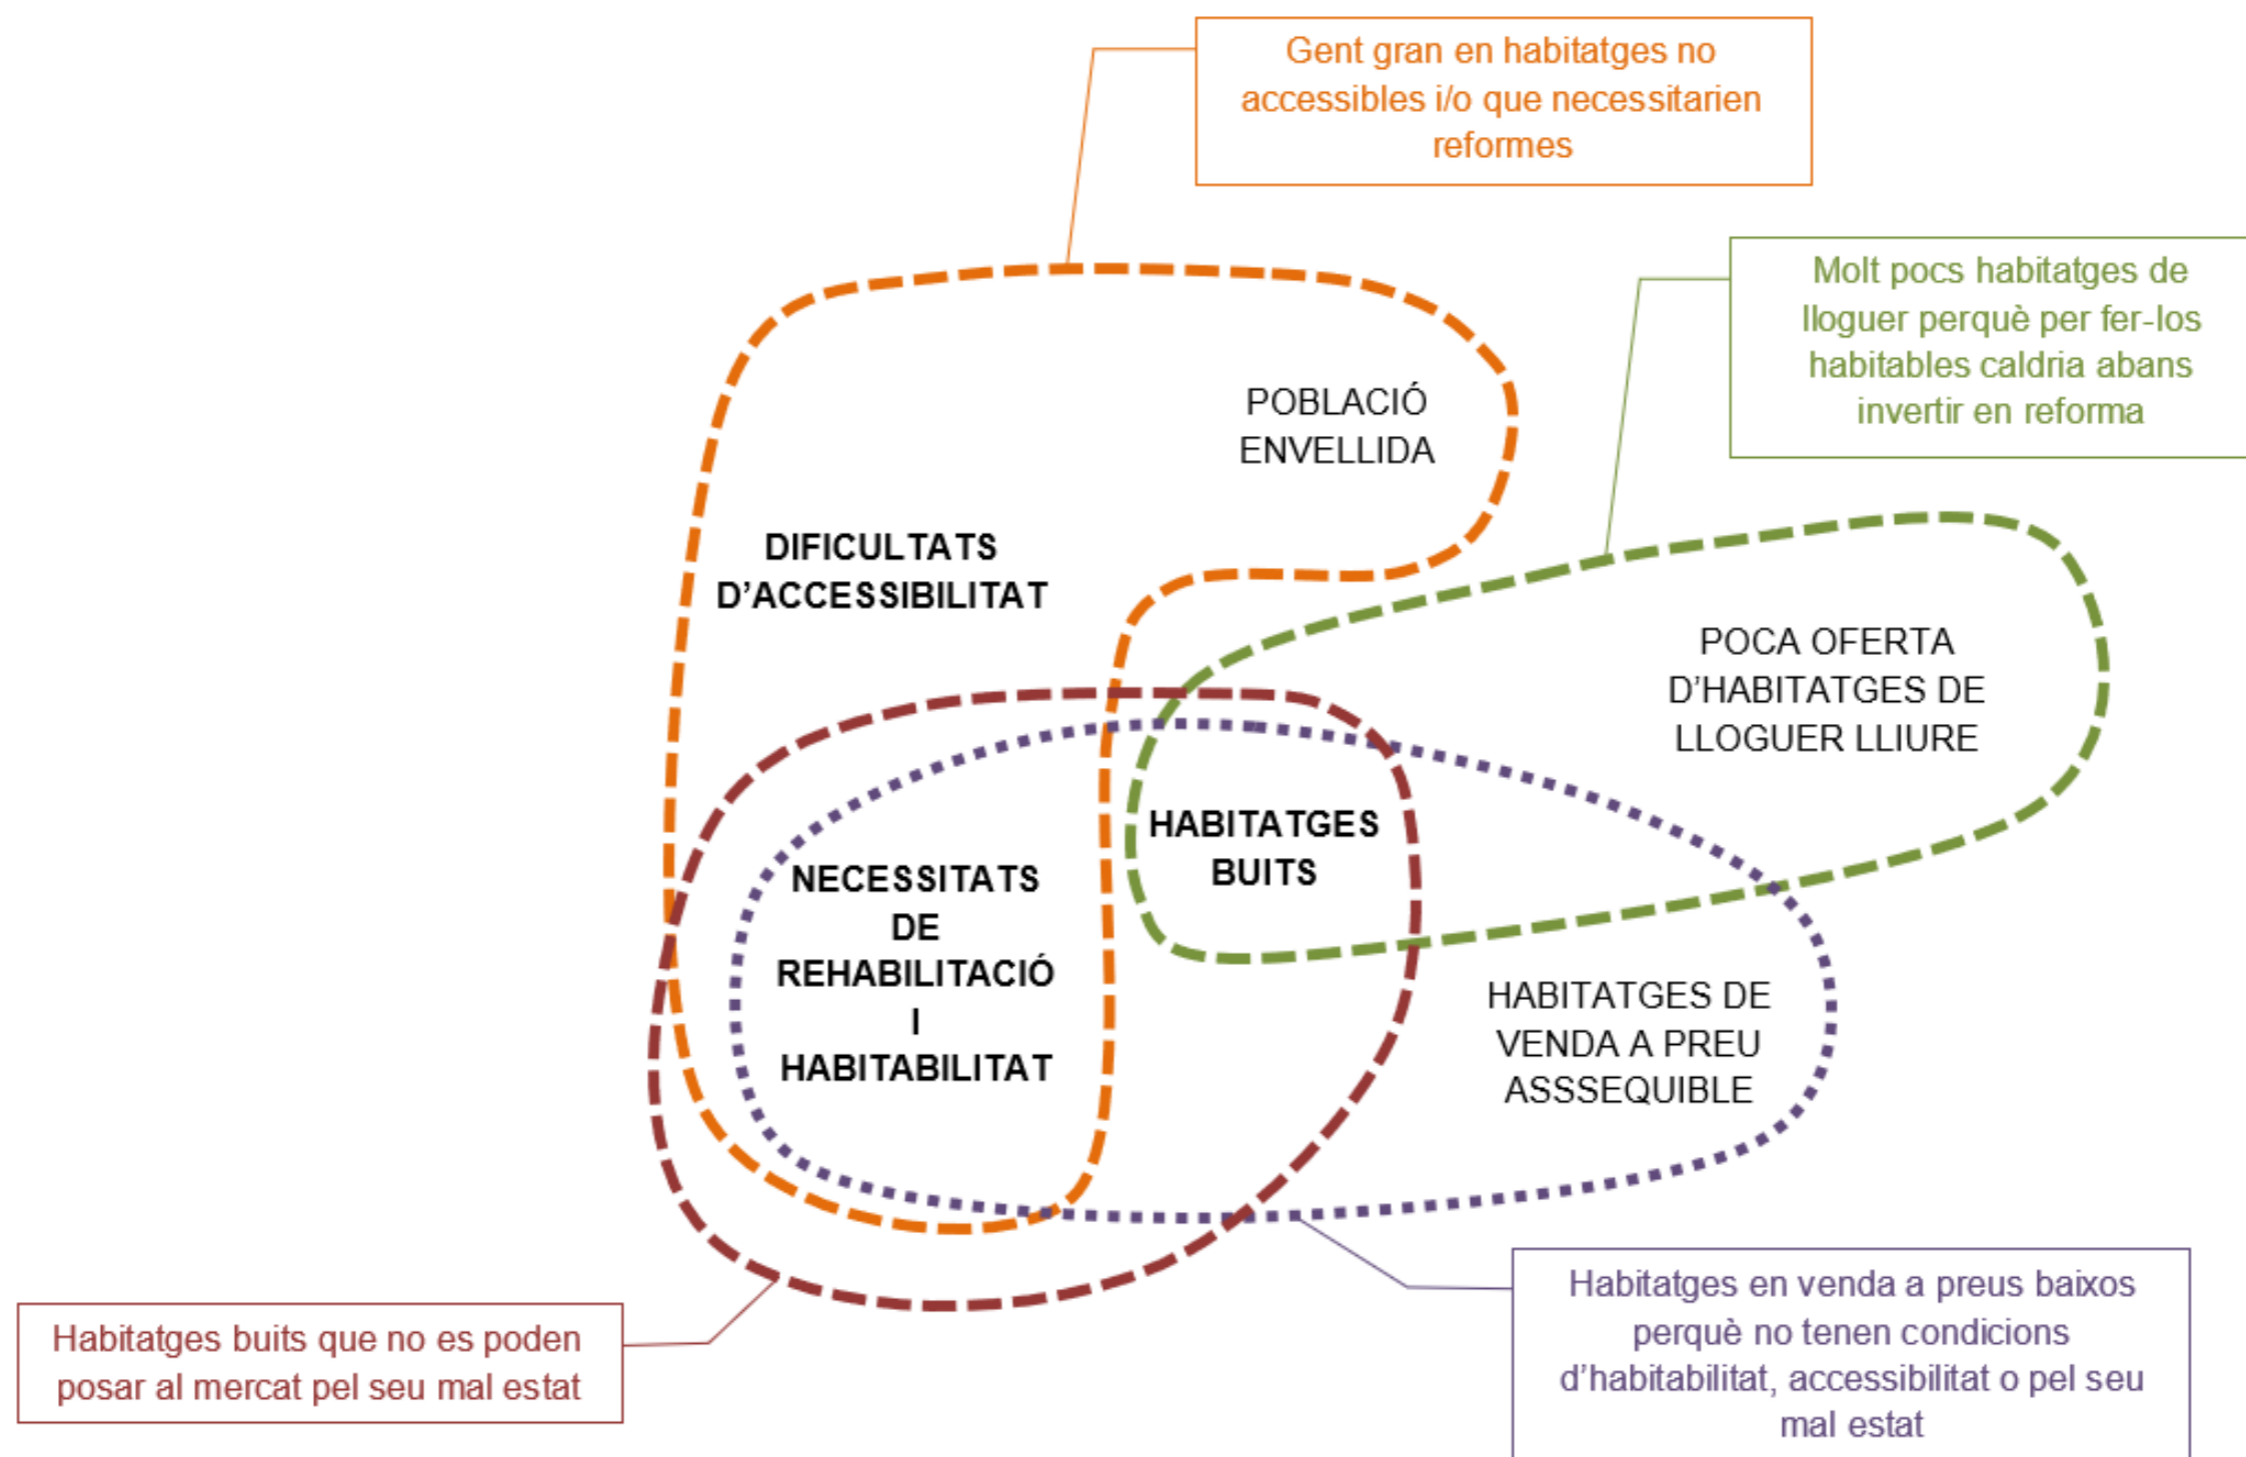 Gent gran en habitatges no
accessibles i/o que necessitarien
reformes
Molt pocs habitatges de
lloguer perquè per fer-los
habitables caldria abans
invertir en reforma
POBLACIÓ
ENVELLIDA
DIFICULTATS
D'ACCESSIBILITAT
POCA OFERTA
D'HABITATGES DE
LLOGUER LLIURE
HABITATGES
BUITS
NECESSITATS
DE
REHABILITACIÓ
I
HABITABILITAT
HABITATGES DE
VENDA A PREU
ASSSEQUIBLE
Habitatges buits que no es poden
posar al mercat pel seu mal estat
Habitatges en venda a preus baixos
perquè no tenen condicions
d'habitabilitat, accessibilitat o pel seu
mal estat